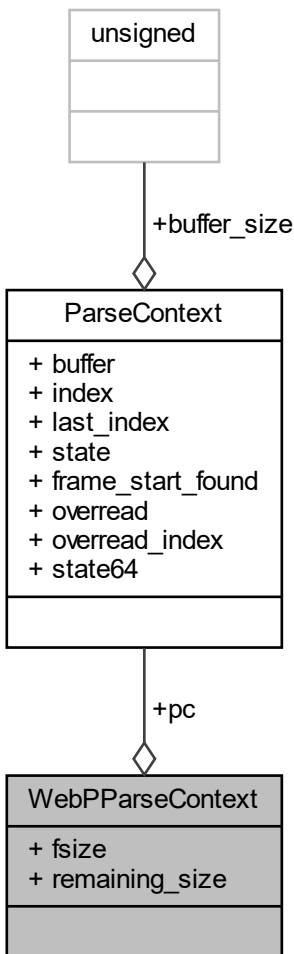 unsigned
+buffer_size
ParseContext
+ buffer
+ index
+ last_index
+ state
+ frame_start_found
+ overread
+ overread_index
+ state64
+pc
WebPParseContext
+ fsize
+ remaining_size